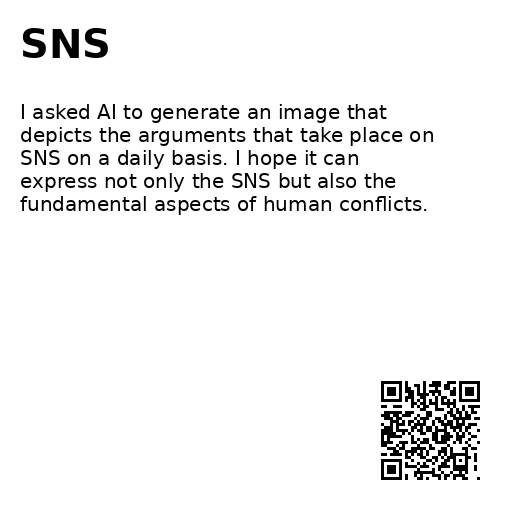 SNS
I asked AI to generate an image that
depicts the arguments that take place on
SNS on a daily basis. I hope it can
express not only the SNS but also the
fundamental aspects of human conflicts.